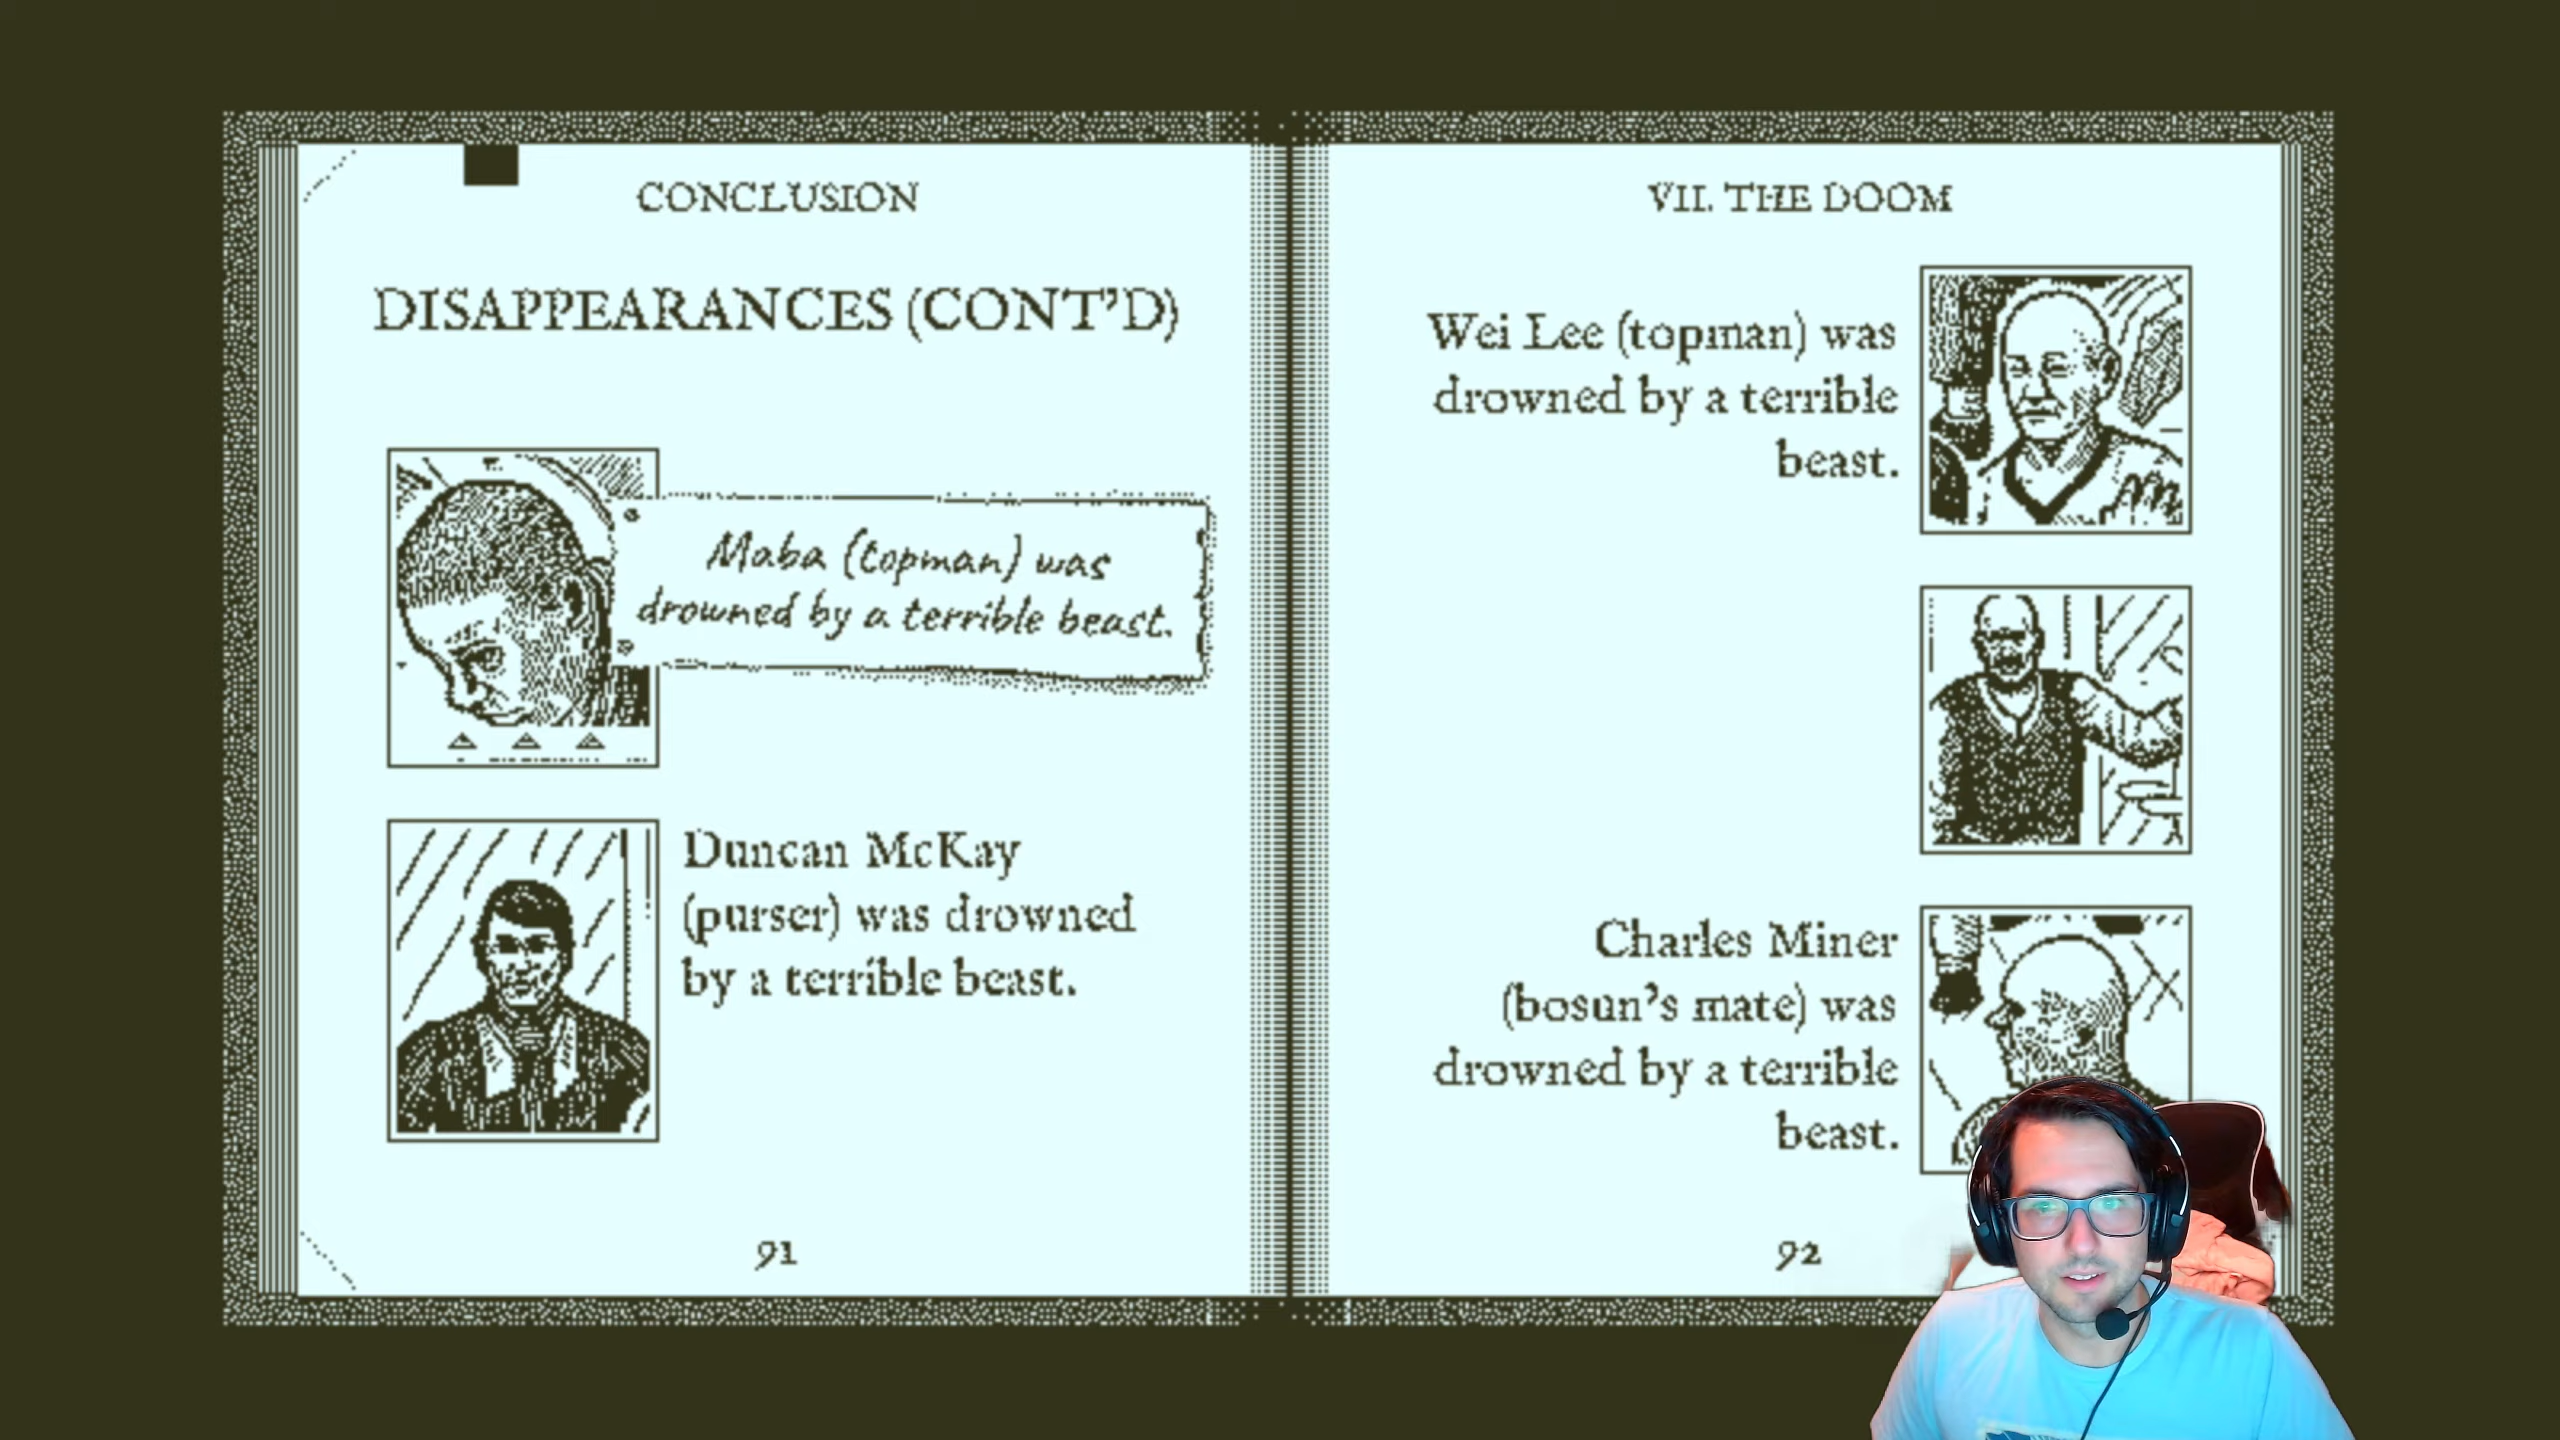 CONCLUSION
DISAPPEARANCES (CONT'D)
Maba (topman) was
drowned by a terrible beast.
Duncan McKay
(purser) was drowned
by a terrible beast.
91
VII. THE DOOM
Wei Lee (topman) was
drowned by a terrible
beast.
Charles Miner
(bosun's mate) was
drowned by a terrible
beast.
92